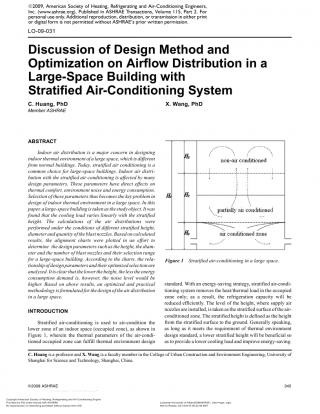 ©2009, American Society of Heating, Refrigerating and Air-Conditioning Engineers,
Inc. (www.ashrae.org). Published in ASHRAE Transactions, Volume 115, Part 2. For
personal use only. Additional reproduction, distribution, or transmission in either print
or digital form is not permitted without ASHRAE's prior written permission.
LO-09-031
Discussion of Design Method and
Optimization on Airflow Distribution in a
Large-Space Building with
Stratified Air-Conditioning System
C. Huang, PhD
X. Wang, PhD
Member ASHRAE
ABSTRACT
Indoor air distribution is a major concern in designing
indoor thermal environment of a large space, which is different
from normal buildings. Today, stratified air conditioning is a
common choice for large-space buildings. Indoor air distri-
bution with the stratified air conditioning is affected by many
design parameters. These parameters have direct effects on
thermal comfort, environment noise and energy consumption.
Selection of these parameters thus becomes the key problem in
design of indoor thermal environment in a large space. In this
paper, a large-space building is taken as the study object. It was
found that the cooling load varies linearly with the stratified
height. The calculations of the air distributions were
performed under the conditions of different stratified height,
diameter and quantity of the blast nozzles. Based on calculated
results, the alignment charts were plotted in an effort to
determine the design parameters such as the height, the diam-
eter and the number of blast nozzles and their selection range
for a large-space building. According to the charts, the rela-
tionship of design parameters and their optimized selection are
analyzed. It is clear that the lower the height, the less the energy
consumption demand is, however, the noise level would be
higher. Based on above results, an optimized and practical
methodology is formulated for the design of the air distribution
in a large space.
INTRODUCTION
Stratified air-conditioning is used to air-condition the
lower zone of an indoor space (occupied zone), as shown in
Figure 1, wherein the thermal parameters of the air-condi-
tioned occupied zone can fulfill thermal environment design
non-air conditioned
partially air conditioned
air conditioned zone
Figure 1 Stratified air-conditioning in a large space.
standard. With an energy-saving strategy, stratified air-condi-
tioning system removes the heat/thermal load in the occupied
zone only; as a result, the refrigeration capacity will be
reduced efficiently. The level of the height, where supply air
nozzles are installed, is taken as the stratified surface of the air-
conditioned zone. The stratified height is defined as the height
from the stratified surface to the ground. Generally speaking,
as long as it meets the requirement of thermal environment
design standard, a lower stratified height will be beneficial so
as to provide a lower cooling load and improve energy-saving.
C. Huang is a professor and X. Wang is a faculty member in the College of Urban Construction and Environment Engineering, University of
Shanghai for Science and Technology, Shanghai, China.
©2009 ASHRAE